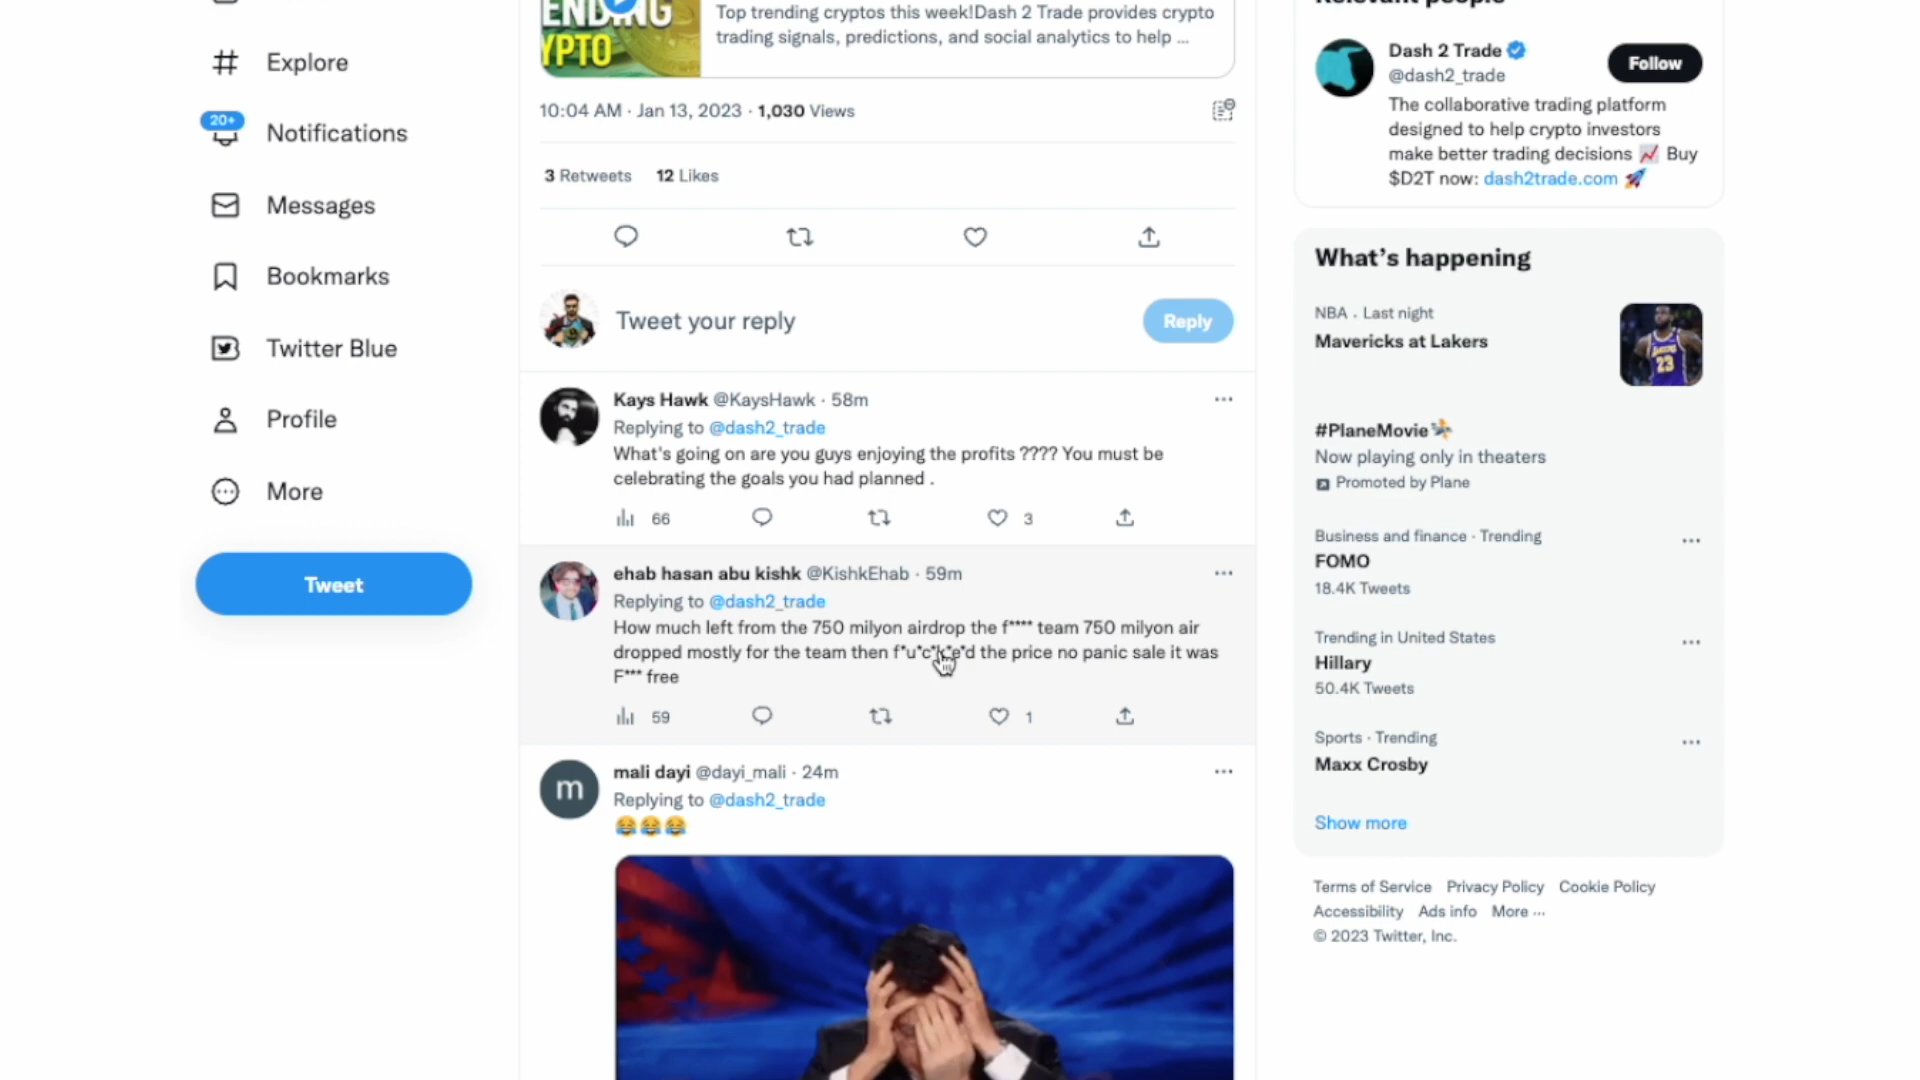 Explore
20+
Notifications
Messages
Bookmarks
Twitter Blue
Profile
More
Tweet
ENDING
YPTO
Top trending cryptos this week!Dash 2 Trade provides crypto
trading signals, predictions, and social analytics to help ...
10:04 AM · Jan 13, 2023 · 1,030 Views
3 Retweets 12 Likes
Tweet your reply
Reply
Kays Hawk @KaysHawk · 58m
Replying to @dash2_trade
What's going on are you guys enjoying the profits ???? You must be
celebrating the goals you had planned .
66
3
ehab hasan abu kishk @KishkEhab · 59m
Replying to @dash2_trade
How much left from the 750 milyon airdrop the f**** team 750 milyon air
dropped mostly for the team then f*u*c*k*e*d the price no panic sale it was
F*** free
59
1
m
mali dayi @dayi_mali · 24m
Replying to @dash2_trade
😂😂😂
Relevant people
Dash 2 Trade
@dash2_trade
Follow
The collaborative trading platform
designed to help crypto investors
make better trading decisions 📈 Buy
$D2T now: dash2trade.com 🚀
What's happening
NBA · Last night
Mavericks at Lakers
LAKERS
23
#PlaneMovie
Now playing only in theaters
Promoted by Plane
Business and finance · Trending
FOMO
18.4K Tweets
Trending in United States
Hillary
50.4K Tweets
Sports · Trending
Maxx Crosby
Show more
Terms of Service Privacy Policy Cookie Policy
Accessibility Ads info More ...
© 2023 Twitter, Inc.